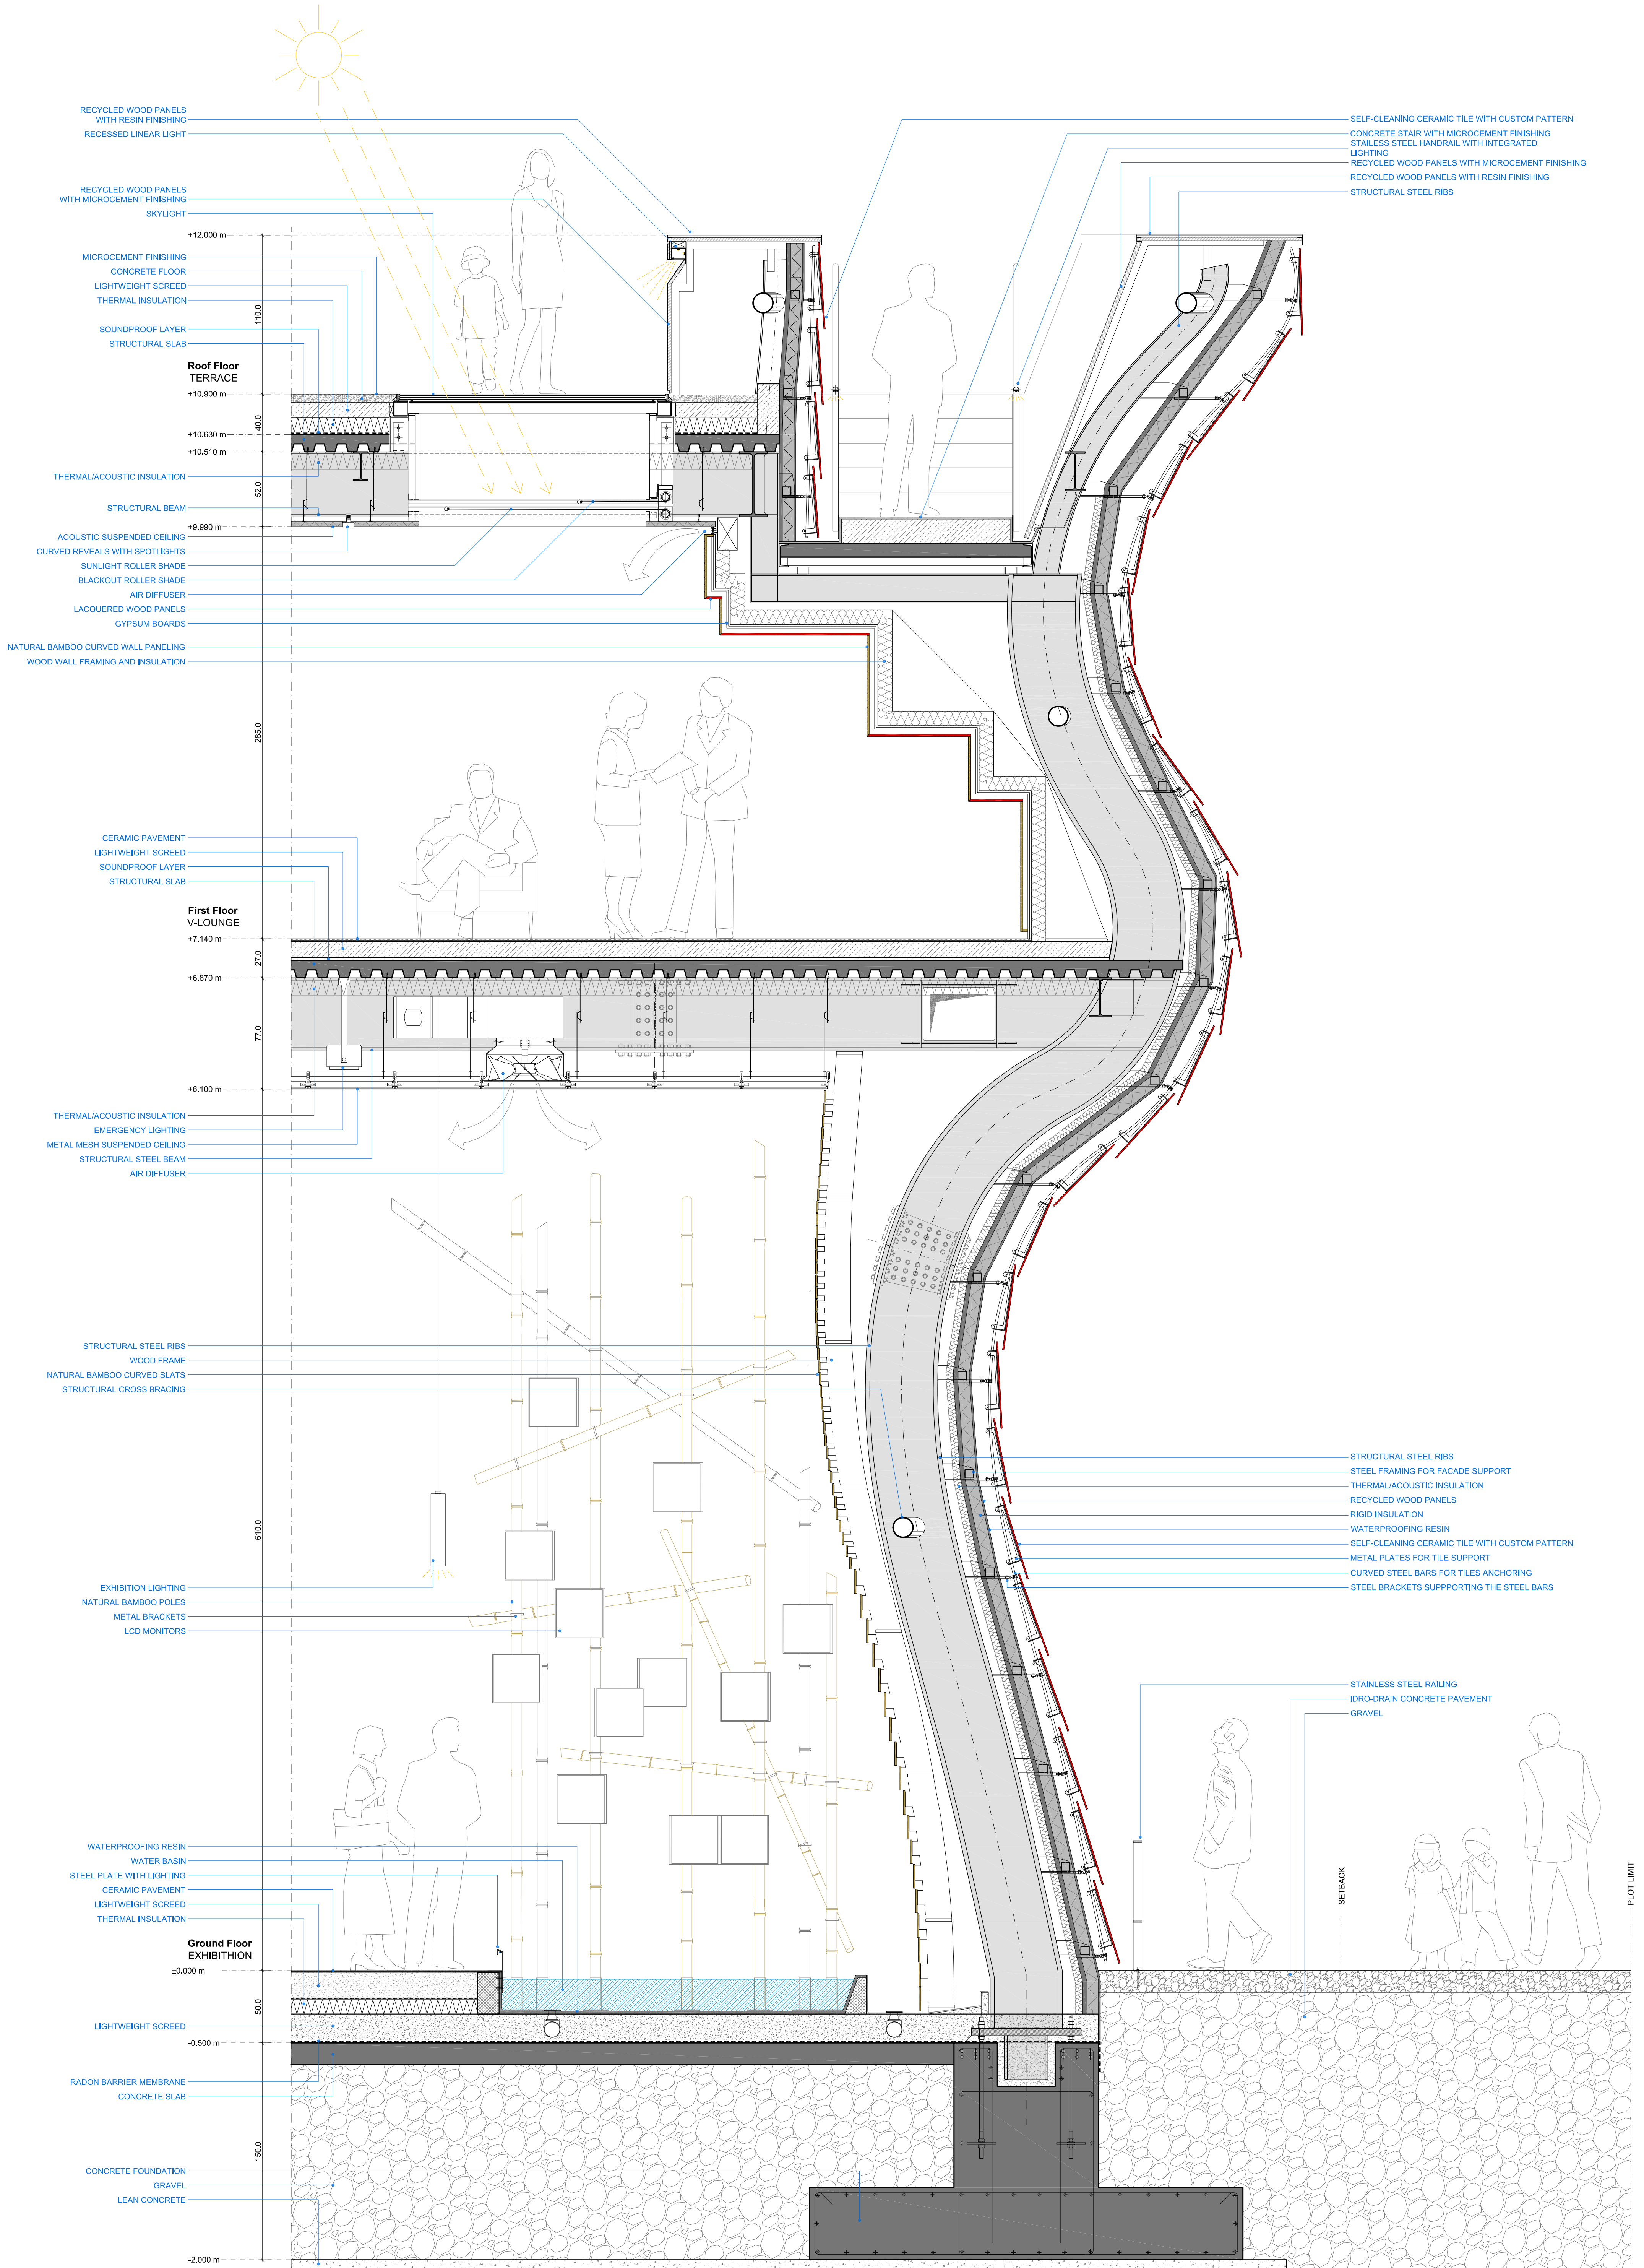 RECYCLED WOOD PANELS
WITH RESIN FINISHING
RECESSED LINEAR LIGHT
RECYCLED WOOD PANELS
WITH MICROCEMENT FINISHING
SKYLIGHT
+12.000 m
MICROCEMENT FINISHING
CONCRETE FLOOR
LIGHTWEIGHT SCREED
THERMAL INSULATION
110.0
SOUNDPROOF LAYER
STRUCTURAL SLAB
Roof Floor
TERRACE
+10.900 m
40.0
+10.630 m
+10.510 m
THERMAL/ACOUSTIC INSULATION
52.0
STRUCTURAL BEAM
+9.990 m
ACOUSTIC SUSPENDED CEILING
CURVED REVEALS WITH SPOTLIGHTS
SUNLIGHT ROLLER SHADE
BLACKOUT ROLLER SHADE
AIR DIFFUSER
LACQUERED WOOD PANELS
GYPSUM BOARDS
NATURAL BAMBOO CURVED WALL PANELING
WOOD WALL FRAMING AND INSULATION
285.0
CERAMIC PAVEMENT
LIGHTWEIGHT SCREED
SOUNDPROOF LAYER
STRUCTURAL SLAB
First Floor
V-LOUNGE
+7.140 m
27.0
+6.870 m
77.0
+6.100 m
THERMAL/ACOUSTIC INSULATION
EMERGENCY LIGHTING
METAL MESH SUSPENDED CEILING
STRUCTURAL STEEL BEAM
AIR DIFFUSER
STRUCTURAL STEEL RIBS
WOOD FRAME
NATURAL BAMBOO CURVED SLATS
STRUCTURAL CROSS BRACING
610.0
EXHIBITION LIGHTING
NATURAL BAMBOO POLES
METAL BRACKETS
LCD MONITORS
WATERPROOFING RESIN
WATER BASIN
STEEL PLATE WITH LIGHTING
CERAMIC PAVEMENT
LIGHTWEIGHT SCREED
THERMAL INSULATION
Ground Floor
EXHIBITHION
±0.000 m
50.0
LIGHTWEIGHT SCREED
-0.500 m
RADON BARRIER MEMBRANE
CONCRETE SLAB
150.0
CONCRETE FOUNDATION
GRAVEL
LEAN CONCRETE
-2.000 m
SELF-CLEANING CERAMIC TILE WITH CUSTOM PATTERN
CONCRETE STAIR WITH MICROCEMENT FINISHING
STAILESS STEEL HANDRAIL WITH INTEGRATED
LIGHTING
RECYCLED WOOD PANELS WITH MICROCEMENT FINISHING
RECYCLED WOOD PANELS WITH RESIN FINISHING
STRUCTURAL STEEL RIBS
STRUCTURAL STEEL RIBS
STEEL FRAMING FOR FACADE SUPPORT
THERMAL/ACOUSTIC INSULATION
RECYCLED WOOD PANELS
RIGID INSULATION
WATERPROOFING RESIN
SELF-CLEANING CERAMIC TILE WITH CUSTOM PATTERN
METAL PLATES FOR TILE SUPPORT
CURVED STEEL BARS FOR TILES ANCHORING
STEEL BRACKETS SUPPPORTING THE STEEL BARS
STAINLESS STEEL RAILING
IDRO-DRAIN CONCRETE PAVEMENT
GRAVEL
SETBACK
PLOT LIMIT